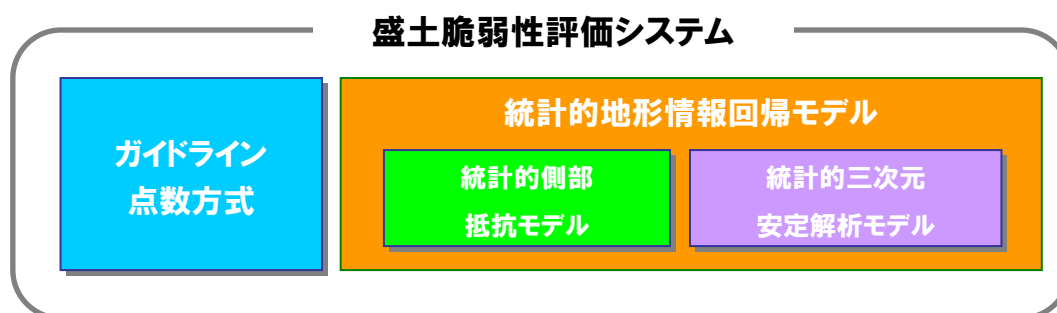 盛土脆弱性評価システム
ガイドライン
点数方式
統計的地形情報回帰モデル
統計的側部
抵抗モデル
統計的三次元
安定解析モデル